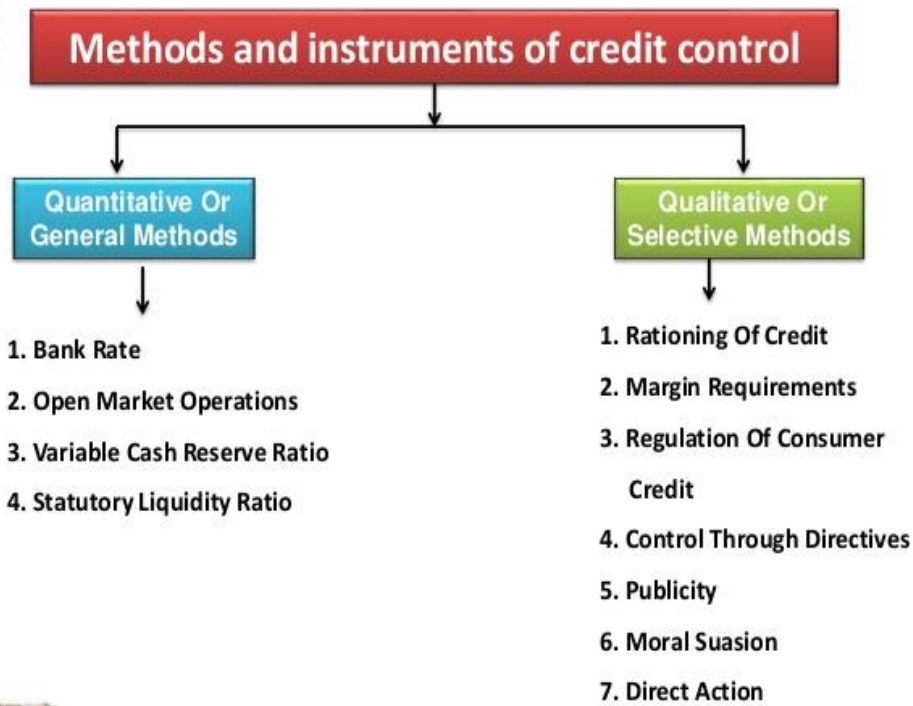 Methods and instruments of credit control
Quantitative Or
General Methods
1. Bank Rate
2. Open Market Operations
3. Variable Cash Reserve Ratio
4. Statutory Liquidity Ratio
Qualitative Or
Selective Methods
1. Rationing Of Credit
2. Margin Requirements
3. Regulation Of Consumer
Credit
4. Control Through Directives
5. Publicity
6. Moral Suasion
7. Direct Action